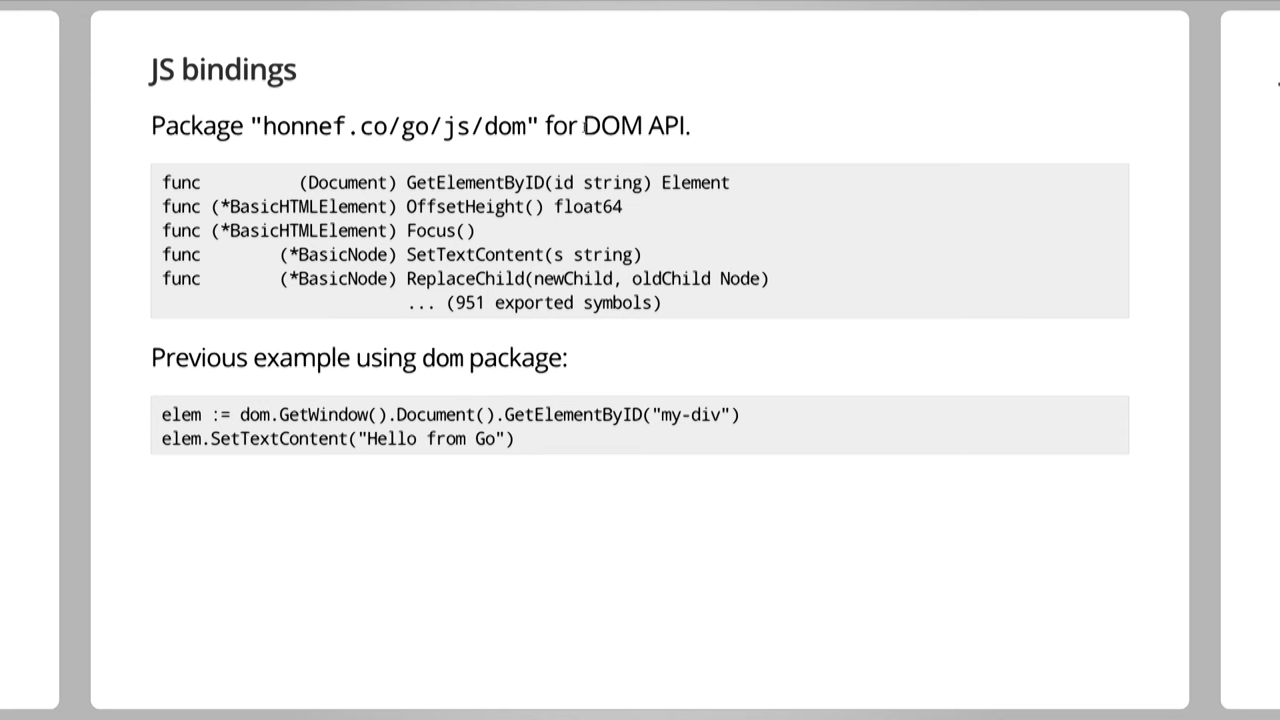 JS bindings
Package "honnef.co/go/js/dom" for DOM API.
func          (Document) GetElementByID(id string) Element
func (*BasicHTMLElement) OffsetHeight() float64
func (*BasicHTMLElement) Focus()
func        (*BasicNode) SetTextContent(s string)
func        (*BasicNode) ReplaceChild(newChild, oldChild Node)
                         ... (951 exported symbols)
Previous example using dom package:
elem := dom.GetWindow().Document().GetElementByID("my-div")
elem.SetTextContent("Hello from Go")